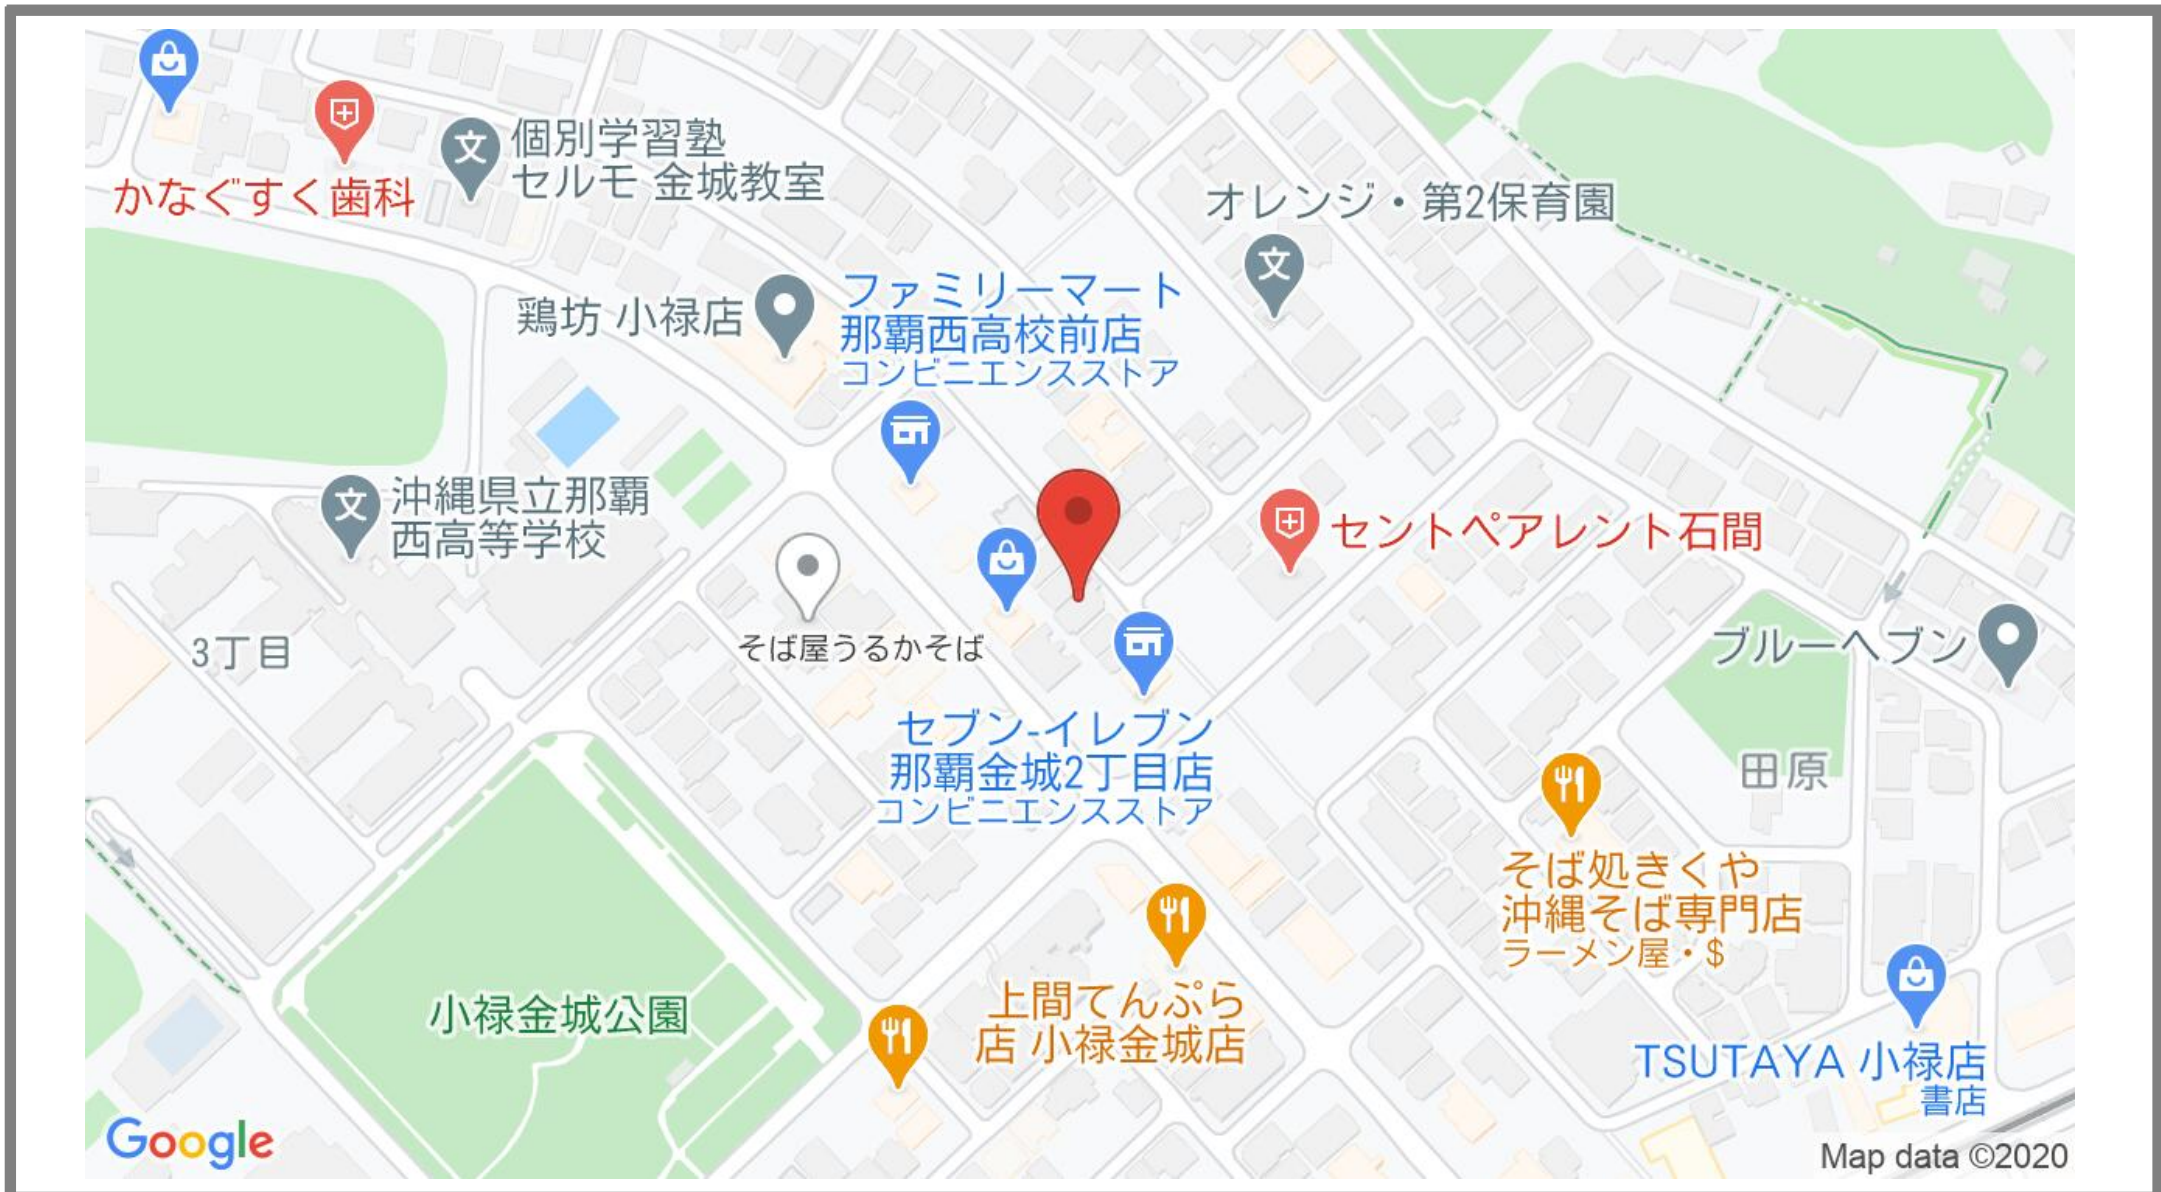 個別学習塾
セルモ 金城教室
かなぐすく歯科
オレンジ・第2保育園
文
文
鶏坊 小禄店
ファミリーマート
那覇西高校前店
コンビニエンスストア
文
沖縄県立那覇
西高等学校
セントペアレント石間
3丁目
そば屋うるかそば
ブルーヘブン
セブン-イレブン
那覇金城2丁目店
コンビニエンスストア
田原
そば処きくや
沖縄そば専門店
ラーメン屋・$
小禄金城公園
上間てんぷら
店 小禄金城店
TSUTAYA 小禄店
書店
Google
Map data ©2020